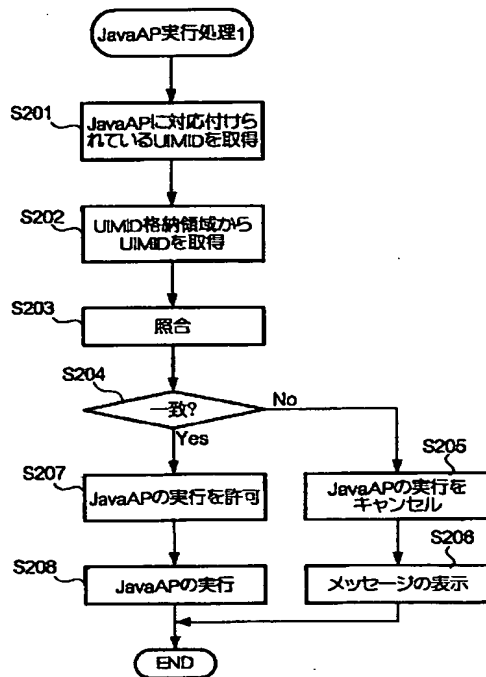 JavaAP実行処理1
S201
JavaAPに対応付けら
れているUIMIDを取得
S202
UIMID格納領域から
UIMIDを取得
S203
照合
S204
一致?
No
Yes
S205
JavaAPの実行を
キャンセル
S207
JavaAPの実行を許可
S206
メッセージの表示
S208
JavaAPの実行
END